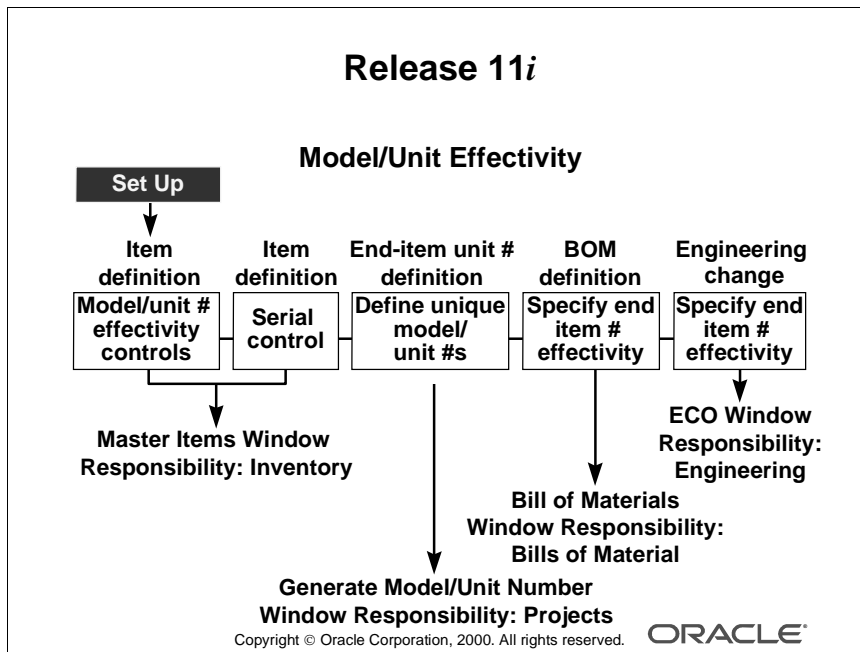 Release 11i
Model/Unit Effectivity
Set Up
Item
definition
Model/unit #
effectivity
controls
Item
definition
Serial
control
End-item unit #
definition
Define unique
model/
unit #s
BOM
definition
Specify end
item #
effectivity
Engineering
change
Specify end
item #
effectivity
Master Items Window
Responsibility: Inventory
ECO Window
Responsibility:
Engineering
Bill of Materials
Window Responsibility:
Bills of Material
Generate Model/Unit Number
Window Responsibility: Projects
Copyright © Oracle Corporation, 2000. All rights reserved.
ORACLE®